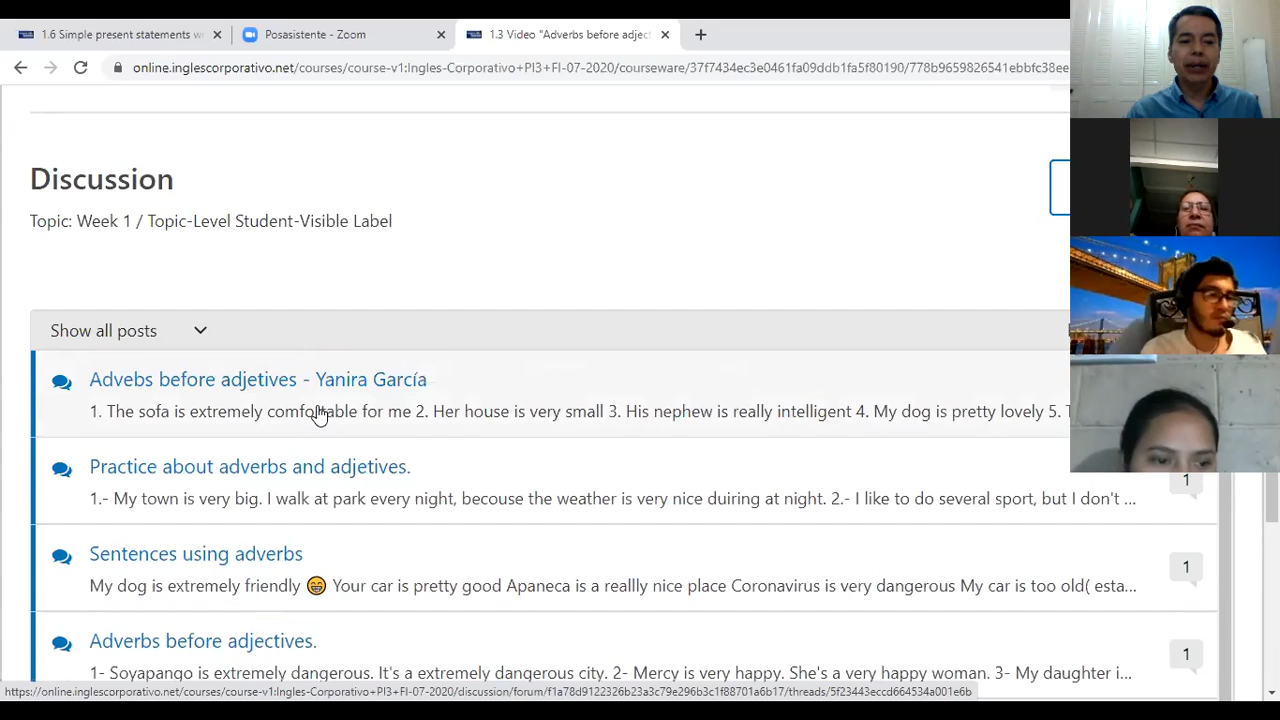 1.6 Simple present statements w
Posasistente - Zoom
1.3 Video "Adverbs before adject
online.inglescorporativo.net/courses/course-v1:Ingles-Corporativo+PI3+FI-07-2020/courseware/37f7434ec3e0461fa09ddb1fa5f80190/778b9659826541ebbfc38ee
Discussion
Topic: Week 1 / Topic-Level Student-Visible Label
Show all posts
Advebs before adjetives - Yanira García
1. The sofa is extremely comfortable for me 2. Her house is very small 3. His nephew is really intelligent 4. My dog is pretty lovely 5. T
Practice about adverbs and adjetives.
1.- My town is very big. I walk at park every night, becouse the weather is very nice duiring at night. 2.- I like to do several sport, but I don't ...
1
Sentences using adverbs
My dog is extremely friendly 😁 Your car is pretty good Apaneca is a reallly nice place Coronavirus is very dangerous My car is too old( esta...
1
Adverbs before adjectives.
1- Soyapango is extremely dangerous. It's a extremely dangerous city. 2- Mercy is very happy. She's a very happy woman. 3- My daughter i...
1
https://online.inglescorporativo.net/courses/course-v1:Ingles-Corporativo+PI3+FI-07-2020/discussion/forum/f1a78d9122326b23a3c79e296b3c1f88701a6b17/threads/5f23443eccd664534a001e6b